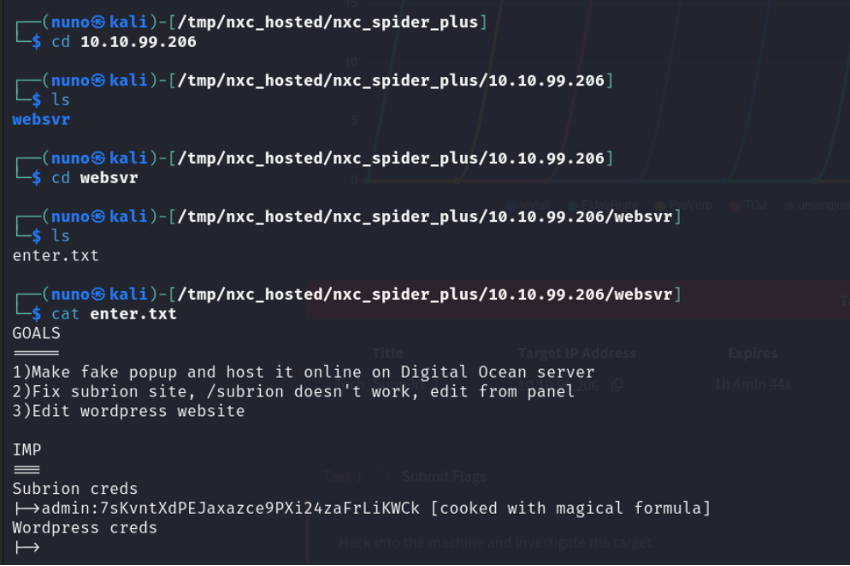 ┌──(nuno㉿kali)-[/tmp/nxc_hosted/nxc_spider_plus]
└─$ cd 10.10.99.206
┌──(nuno㉿kali)-[/tmp/nxc_hosted/nxc_spider_plus/10.10.99.206]
└─$ ls
websvr
┌──(nuno㉿kali)-[/tmp/nxc_hosted/nxc_spider_plus/10.10.99.206]
└─$ cd websvr
┌──(nuno㉿kali)-[/tmp/nxc_hosted/nxc_spider_plus/10.10.99.206/websvr]
└─$ ls
enter.txt
┌──(nuno㉿kali)-[/tmp/nxc_hosted/nxc_spider_plus/10.10.99.206/websvr]
└─$ cat enter.txt
GOALS
=====
1)Make fake popup and host it online on Digital Ocean server
2)Fix subrion site, /subrion doesn't work, edit from panel
3)Edit wordpress website
IMP
===
Subrion creds
|->admin:7sKvntXdPEJaxazce9PXi24zaFrLiKWCk [cooked with magical formula]
Wordpress creds
|->
Title
Target IP Address
Expires
1h 4min 44s
Task 1
Submit Flags
Hack into the machine and investigate the target.